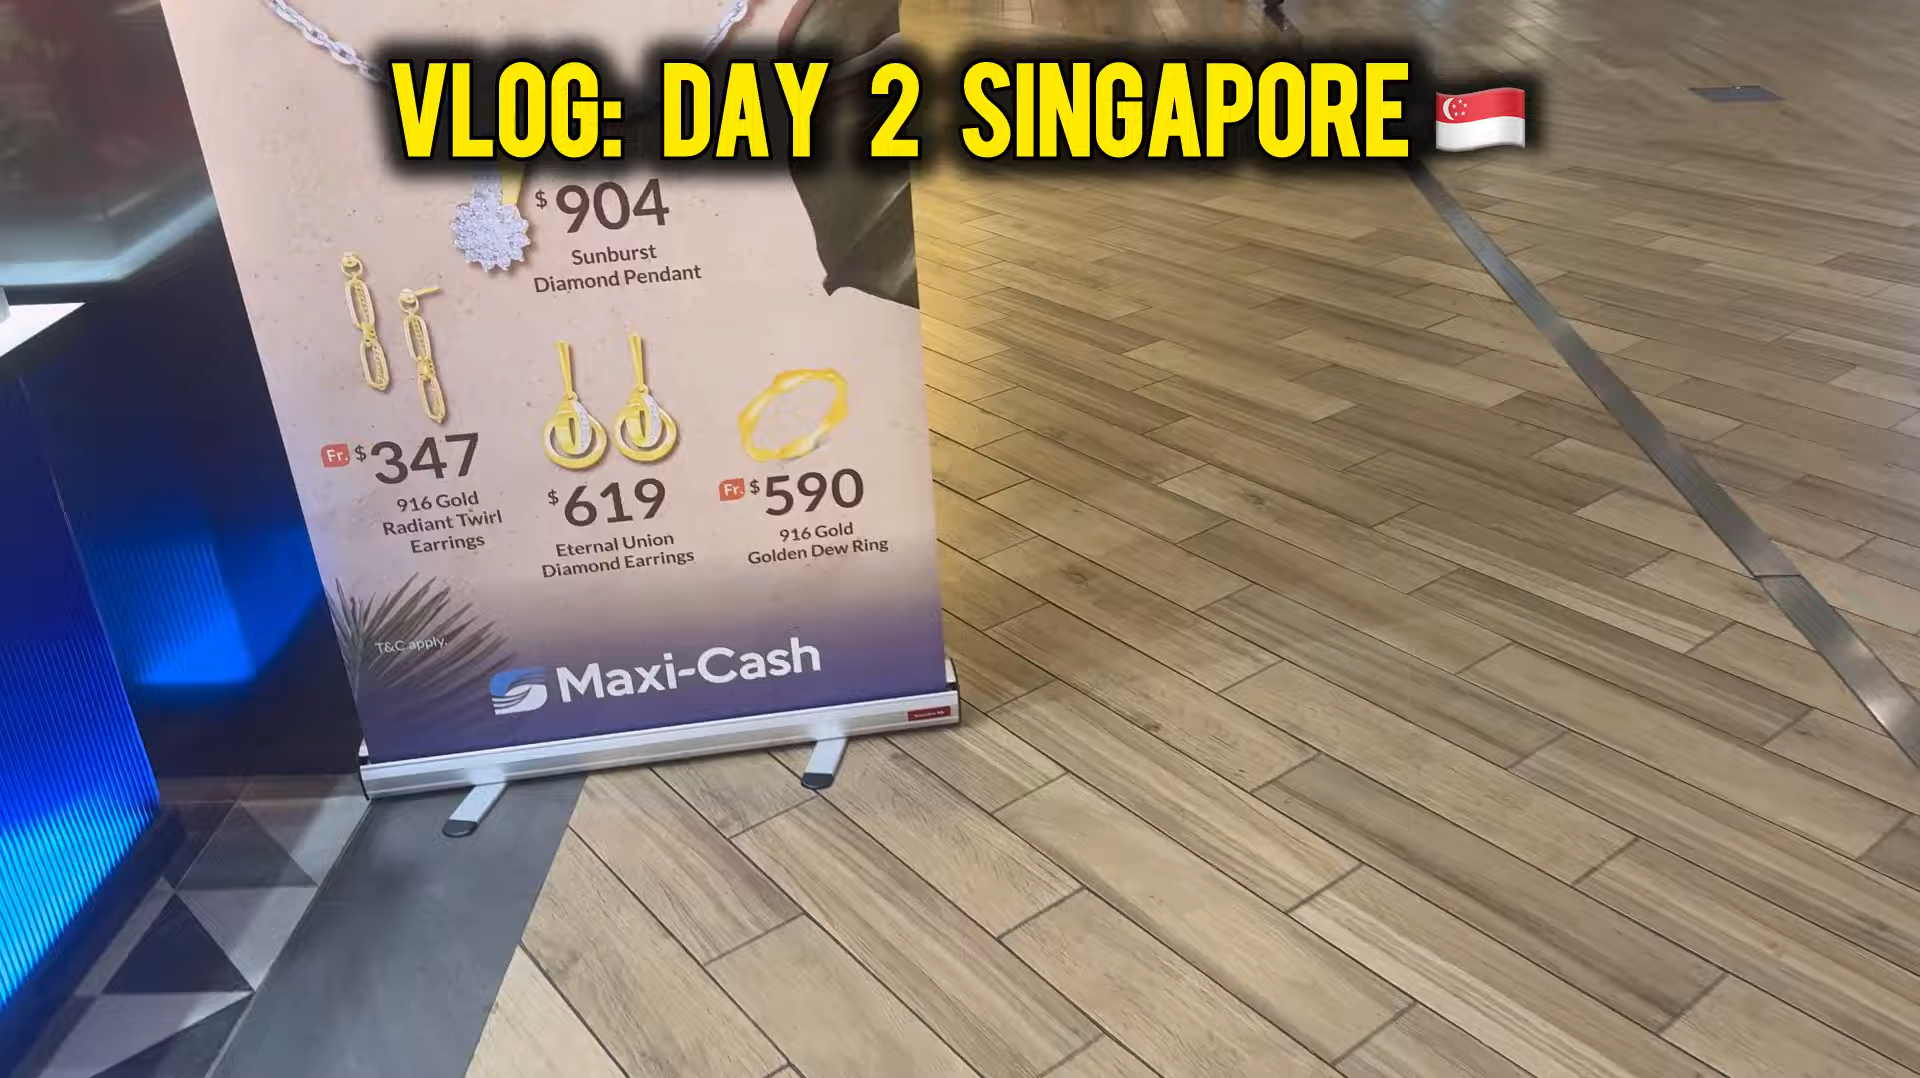 VLOG: DAY 2 SINGAPORE
$904
Sunburst
Diamond Pendant
Fr. $347
916 Gold
Radiant Twirl
Earrings
$619
Eternal Union
Diamond Earrings
Fr. $590
916 Gold
Golden Dew Ring
T&C apply.
Maxi-Cash